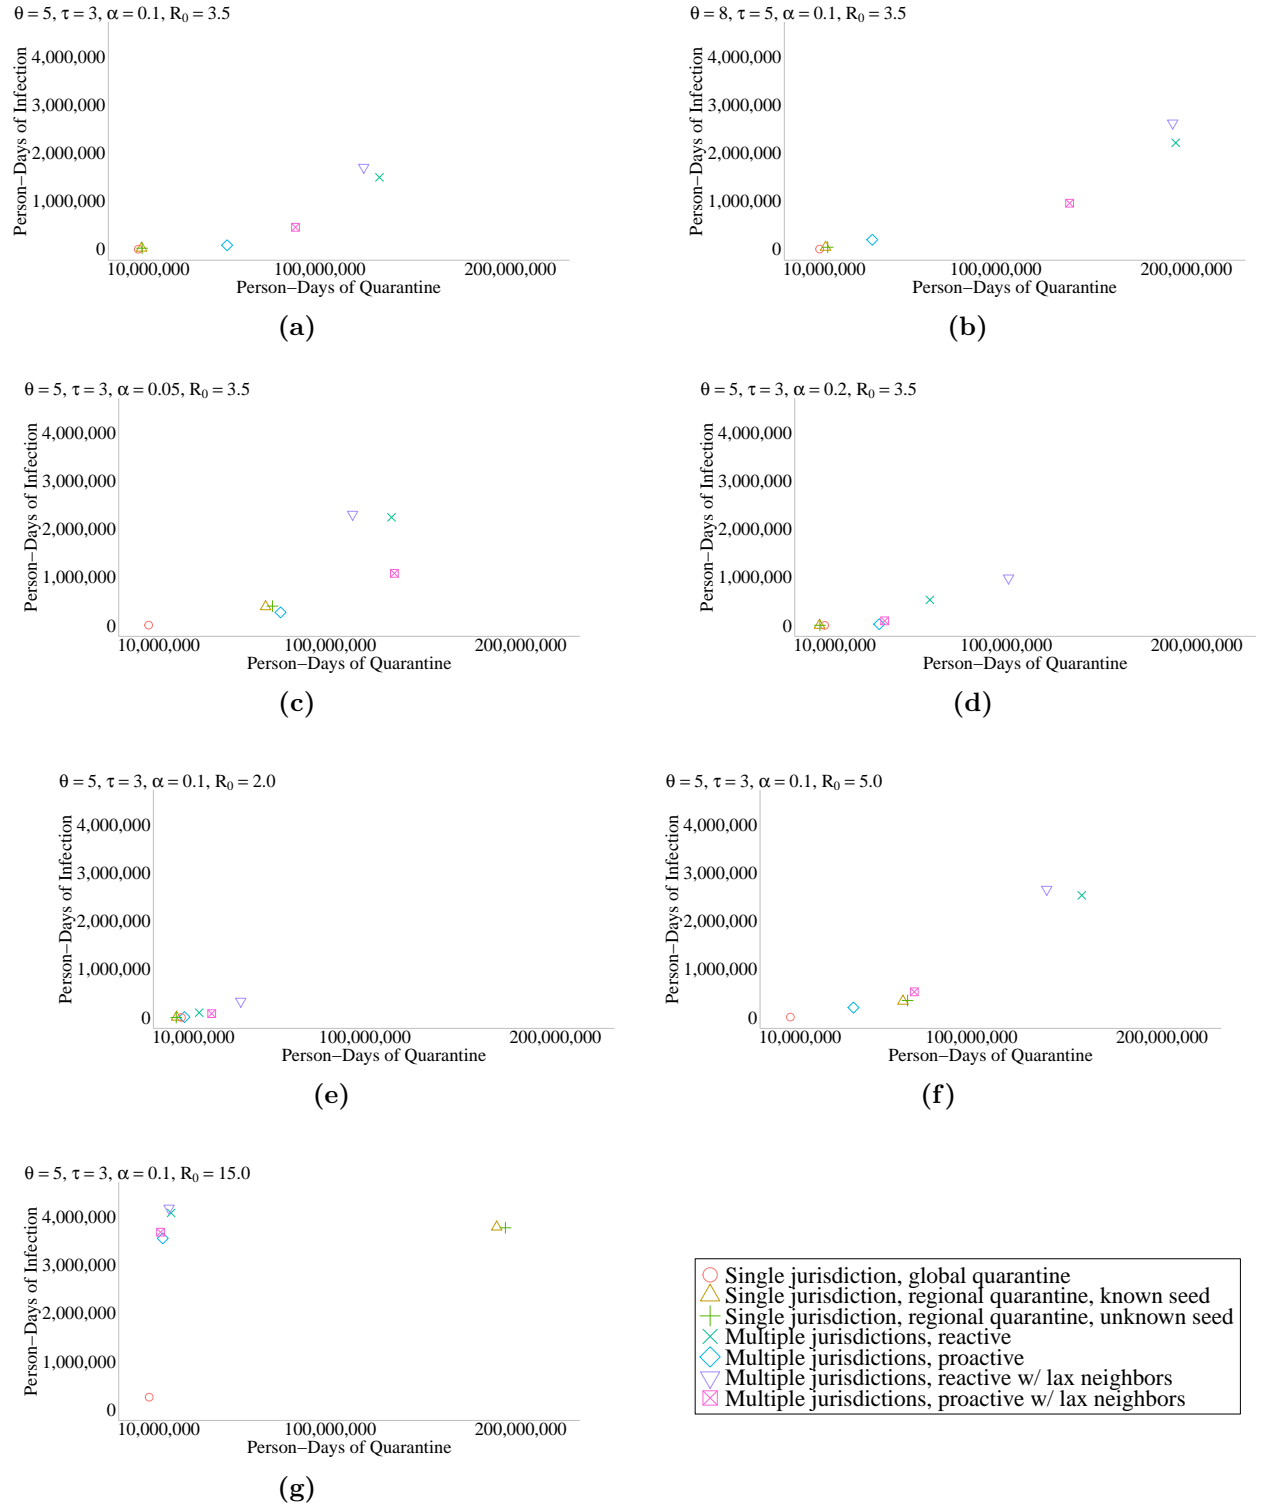 θ = 5, τ = 3, α = 0.1, R₀ = 3.5
Person−Days of Infection
4,000,000
3,000,000
2,000,000
1,000,000
0
10,000,000 100,000,000 200,000,000
Person−Days of Quarantine
(a)
θ = 8, τ = 5, α = 0.1, R₀ = 3.5
Person−Days of Infection
4,000,000
3,000,000
2,000,000
1,000,000
0
10,000,000 100,000,000 200,000,000
Person−Days of Quarantine
(b)
θ = 5, τ = 3, α = 0.05, R₀ = 3.5
Person−Days of Infection
4,000,000
3,000,000
2,000,000
1,000,000
0
10,000,000 100,000,000 200,000,000
Person−Days of Quarantine
(c)
θ = 5, τ = 3, α = 0.2, R₀ = 3.5
Person−Days of Infection
4,000,000
3,000,000
2,000,000
1,000,000
0
10,000,000 100,000,000 200,000,000
Person−Days of Quarantine
(d)
θ = 5, τ = 3, α = 0.1, R₀ = 2.0
Person−Days of Infection
4,000,000
3,000,000
2,000,000
1,000,000
0
10,000,000 100,000,000 200,000,000
Person−Days of Quarantine
(e)
θ = 5, τ = 3, α = 0.1, R₀ = 5.0
Person−Days of Infection
4,000,000
3,000,000
2,000,000
1,000,000
0
10,000,000 100,000,000 200,000,000
Person−Days of Quarantine
(f)
θ = 5, τ = 3, α = 0.1, R₀ = 15.0
Person−Days of Infection
4,000,000
3,000,000
2,000,000
1,000,000
0
10,000,000 100,000,000 200,000,000
Person−Days of Quarantine
(g)
Single jurisdiction, global quarantine
Single jurisdiction, regional quarantine, known seed
Single jurisdiction, regional quarantine, unknown seed
Multiple jurisdictions, reactive
Multiple jurisdictions, proactive
Multiple jurisdictions, reactive w/ lax neighbors
Multiple jurisdictions, proactive w/ lax neighbors